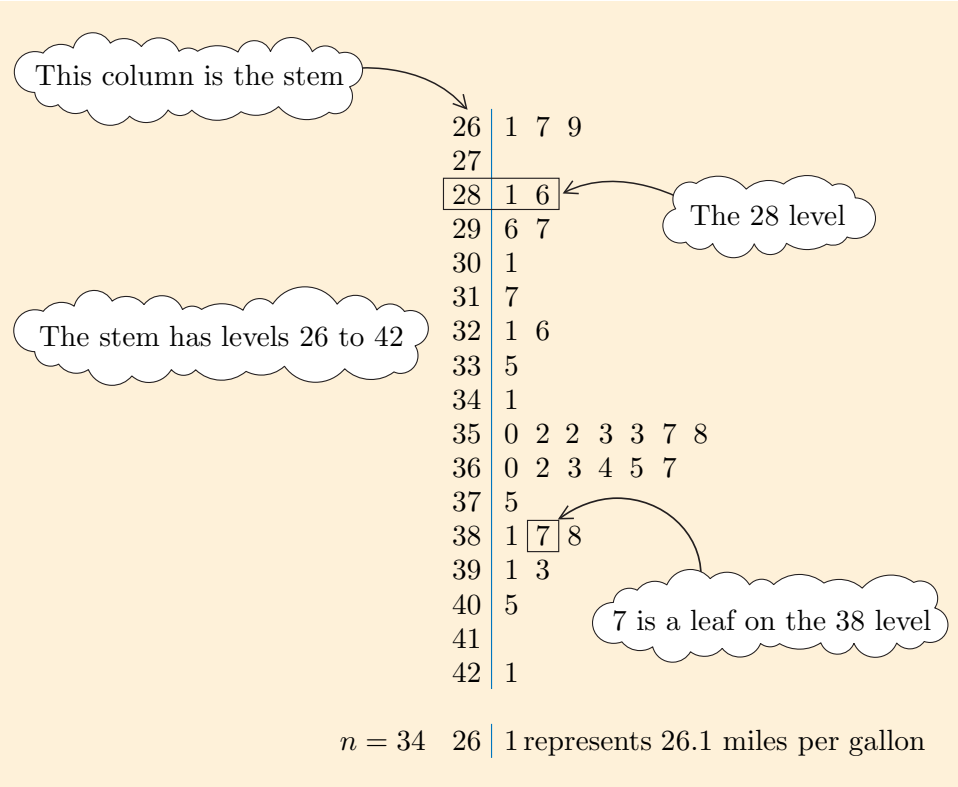 This column is the stem
26 1 7 9
27
28 1 6
The 28 level
29 6 7
30 1
31 7
The stem has levels 26 to 42
32 1 6
33 5
34 1
35 0 2 2 3 3 7 8
36 0 2 3 4 5 7
37 5
38 1 7 8
39 1 3
40 5
7 is a leaf on the 38 level
41
42 1
n = 34 26 | 1 represents 26.1 miles per gallon